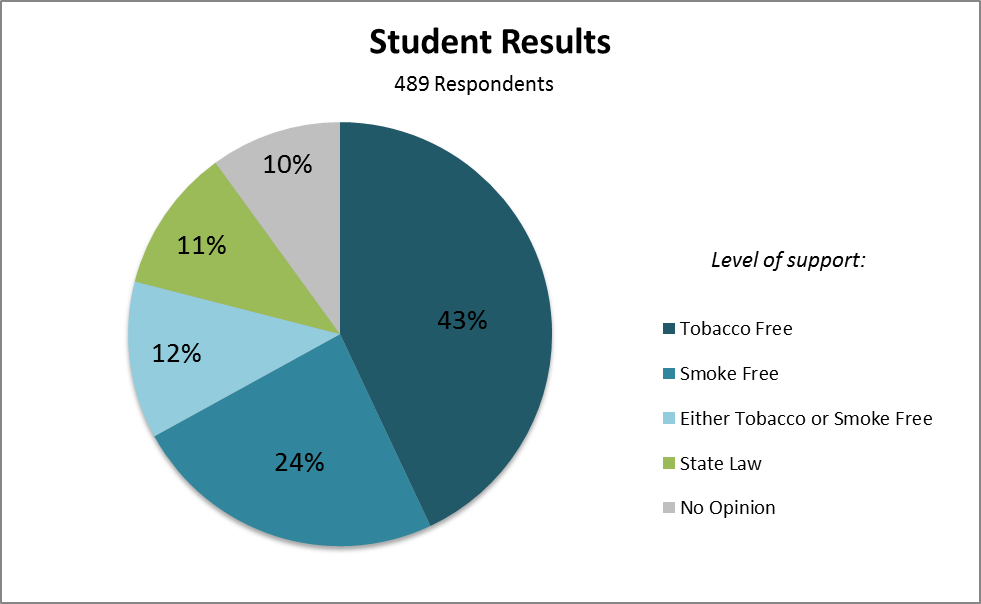 Student Results
489 Respondents
10%
11%
43%
12%
24%
Level of support:
Tobacco Free
Smoke Free
Either Tobacco or Smoke Free
State Law
No Opinion